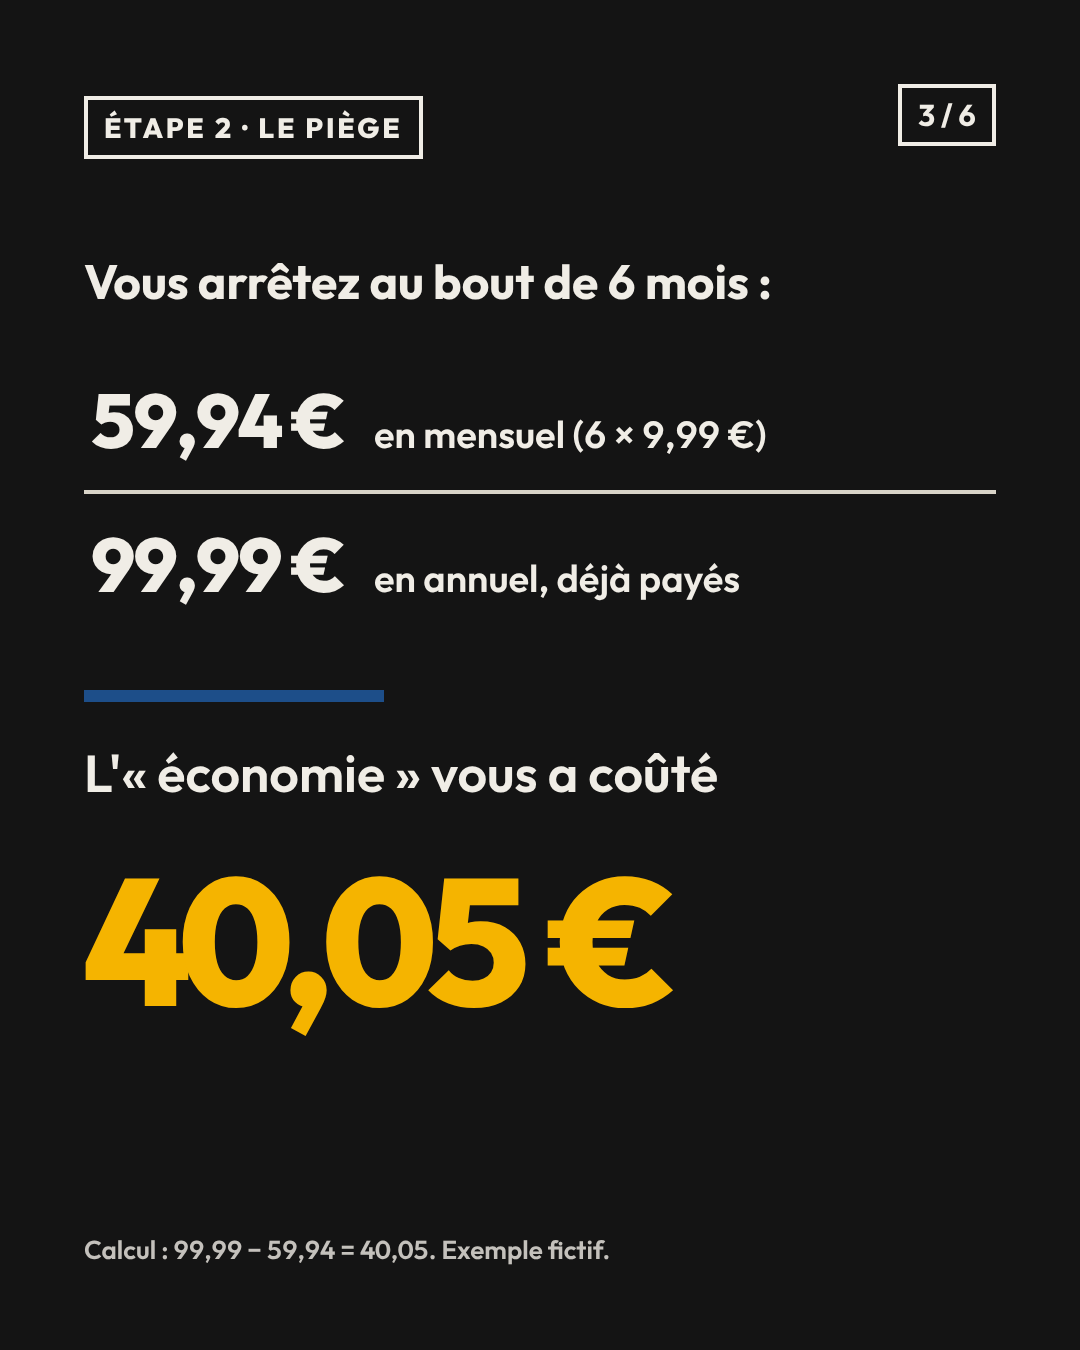 ÉTAPE 2 · LE PIÈGE
3 / 6
Vous arrêtez au bout de 6 mois :
59,94 € en mensuel (6 × 9,99 €)
99,99 € en annuel, déjà payés
L'« économie » vous a coûté
40,05 €
Calcul : 99,99 − 59,94 = 40,05. Exemple fictif.